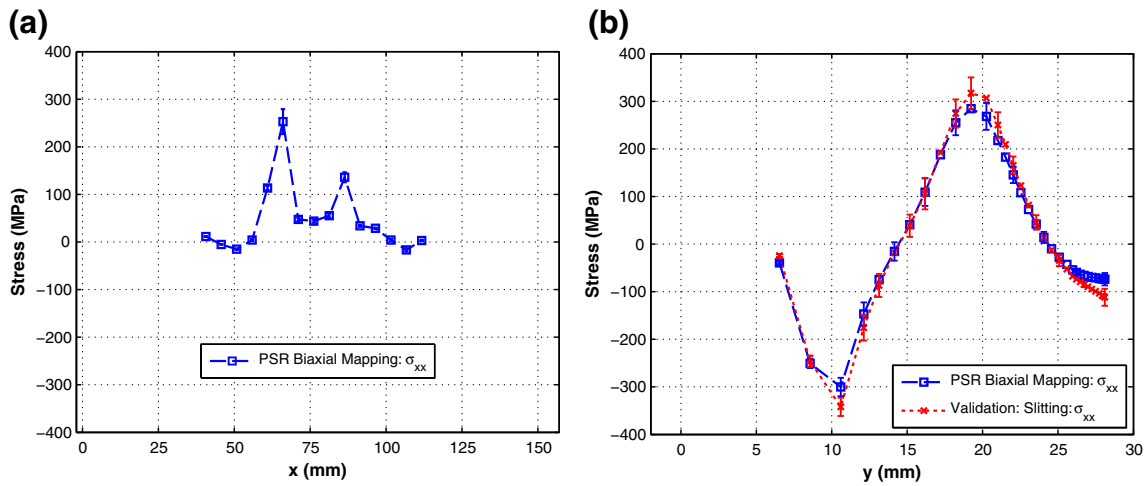 (a)
400
300
200
100
0
−100
−200
−300
−400
Stress (MPa)
0 25 50 75 100 125 150
x (mm)
PSR Biaxial Mapping: σxx
(b)
400
300
200
100
0
−100
−200
−300
−400
Stress (MPa)
0 5 10 15 20 25 30
y (mm)
PSR Biaxial Mapping: σxx
Validation: Slitting: σxx